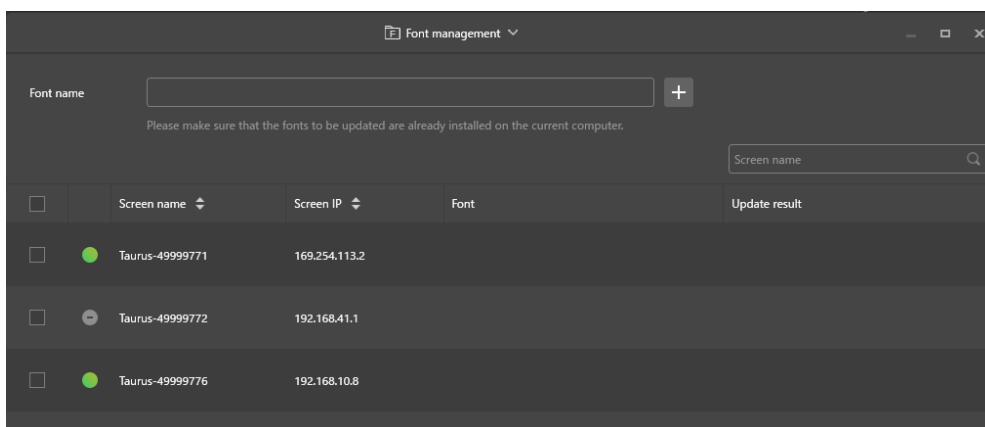 Font management
Font name
Please make sure that the fonts to be updated are already installed on the current computer.
Screen name
Screen name Screen IP Font Update result
Taurus-49999771 169.254.113.2
Taurus-49999772 192.168.41.1
Taurus-49999776 192.168.10.8